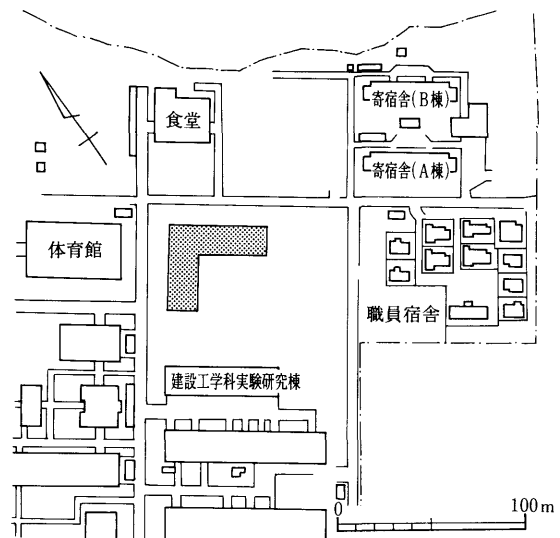 寄宿舎(B棟)
食堂
寄宿舎(A棟)
体育館
職員宿舎
建設工学科実験研究棟
0 100m